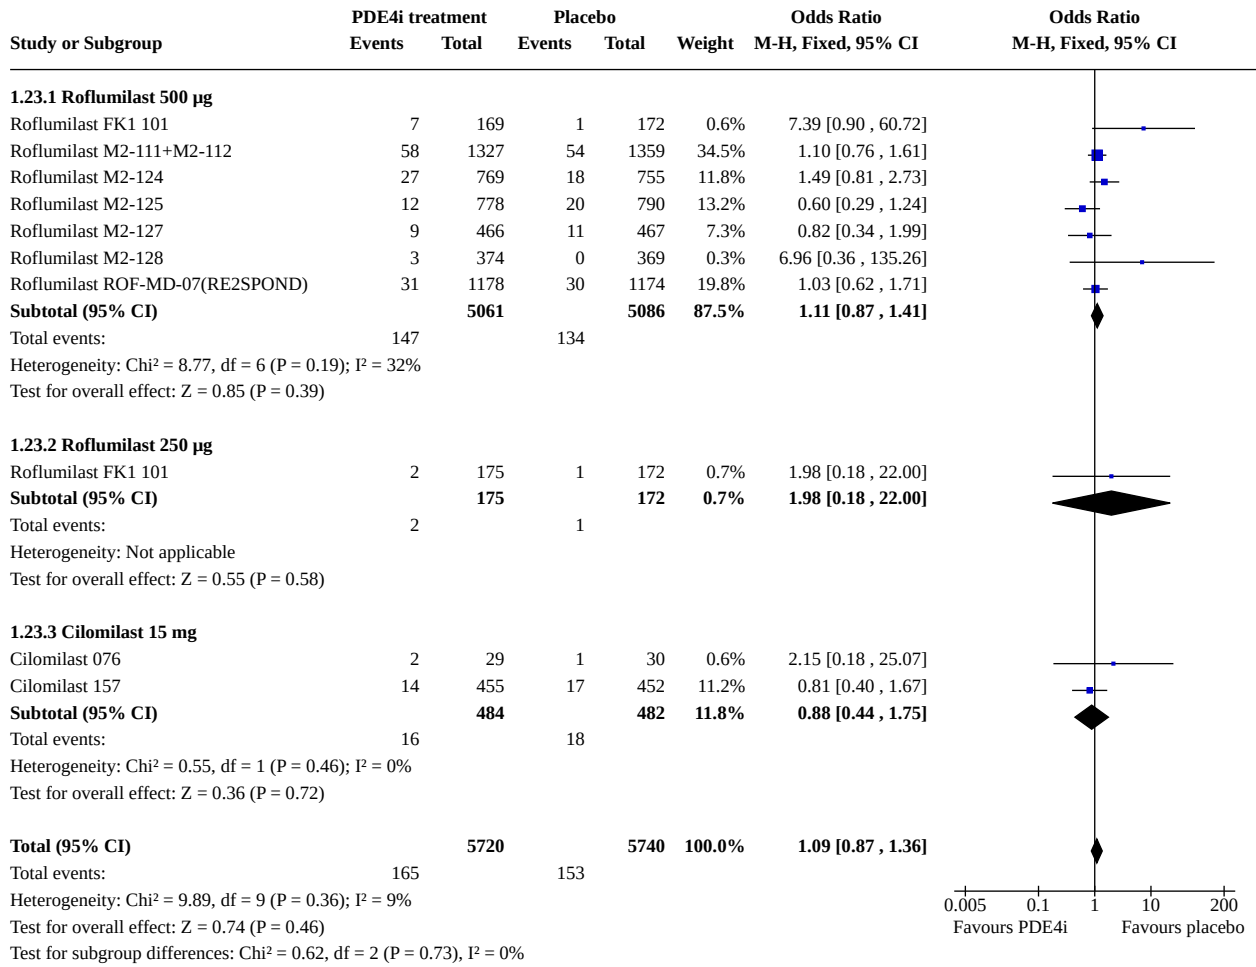 PDE4i treatment Placebo Odds Ratio Odds Ratio
Study or Subgroup Events Total Events Total Weight M-H, Fixed, 95% CI M-H, Fixed, 95% CI
1.23.1 Roflumilast 500 µg
Roflumilast FK1 101 7 169 1 172 0.6% 7.39 [0.90 , 60.72]
Roflumilast M2-111+M2-112 58 1327 54 1359 34.5% 1.10 [0.76 , 1.61]
Roflumilast M2-124 27 769 18 755 11.8% 1.49 [0.81 , 2.73]
Roflumilast M2-125 12 778 20 790 13.2% 0.60 [0.29 , 1.24]
Roflumilast M2-127 9 466 11 467 7.3% 0.82 [0.34 , 1.99]
Roflumilast M2-128 3 374 0 369 0.3% 6.96 [0.36 , 135.26]
Roflumilast ROF-MD-07(RE2SPOND) 31 1178 30 1174 19.8% 1.03 [0.62 , 1.71]
Subtotal (95% CI) 5061 5086 87.5% 1.11 [0.87 , 1.41]
Total events: 147 134
Heterogeneity: Chi² = 8.77, df = 6 (P = 0.19); I² = 32%
Test for overall effect: Z = 0.85 (P = 0.39)
1.23.2 Roflumilast 250 µg
Roflumilast FK1 101 2 175 1 172 0.7% 1.98 [0.18 , 22.00]
Subtotal (95% CI) 175 172 0.7% 1.98 [0.18 , 22.00]
Total events: 2 1
Heterogeneity: Not applicable
Test for overall effect: Z = 0.55 (P = 0.58)
1.23.3 Cilomilast 15 mg
Cilomilast 076 2 29 1 30 0.6% 2.15 [0.18 , 25.07]
Cilomilast 157 14 455 17 452 11.2% 0.81 [0.40 , 1.67]
Subtotal (95% CI) 484 482 11.8% 0.88 [0.44 , 1.75]
Total events: 16 18
Heterogeneity: Chi² = 0.55, df = 1 (P = 0.46); I² = 0%
Test for overall effect: Z = 0.36 (P = 0.72)
Total (95% CI) 5720 5740 100.0% 1.09 [0.87 , 1.36]
Total events: 165 153
Heterogeneity: Chi² = 9.89, df = 9 (P = 0.36); I² = 9%
Test for overall effect: Z = 0.74 (P = 0.46)
Test for subgroup differences: Chi² = 0.62, df = 2 (P = 0.73), I² = 0%
0.005 0.1 1 10 200
Favours PDE4i Favours placebo